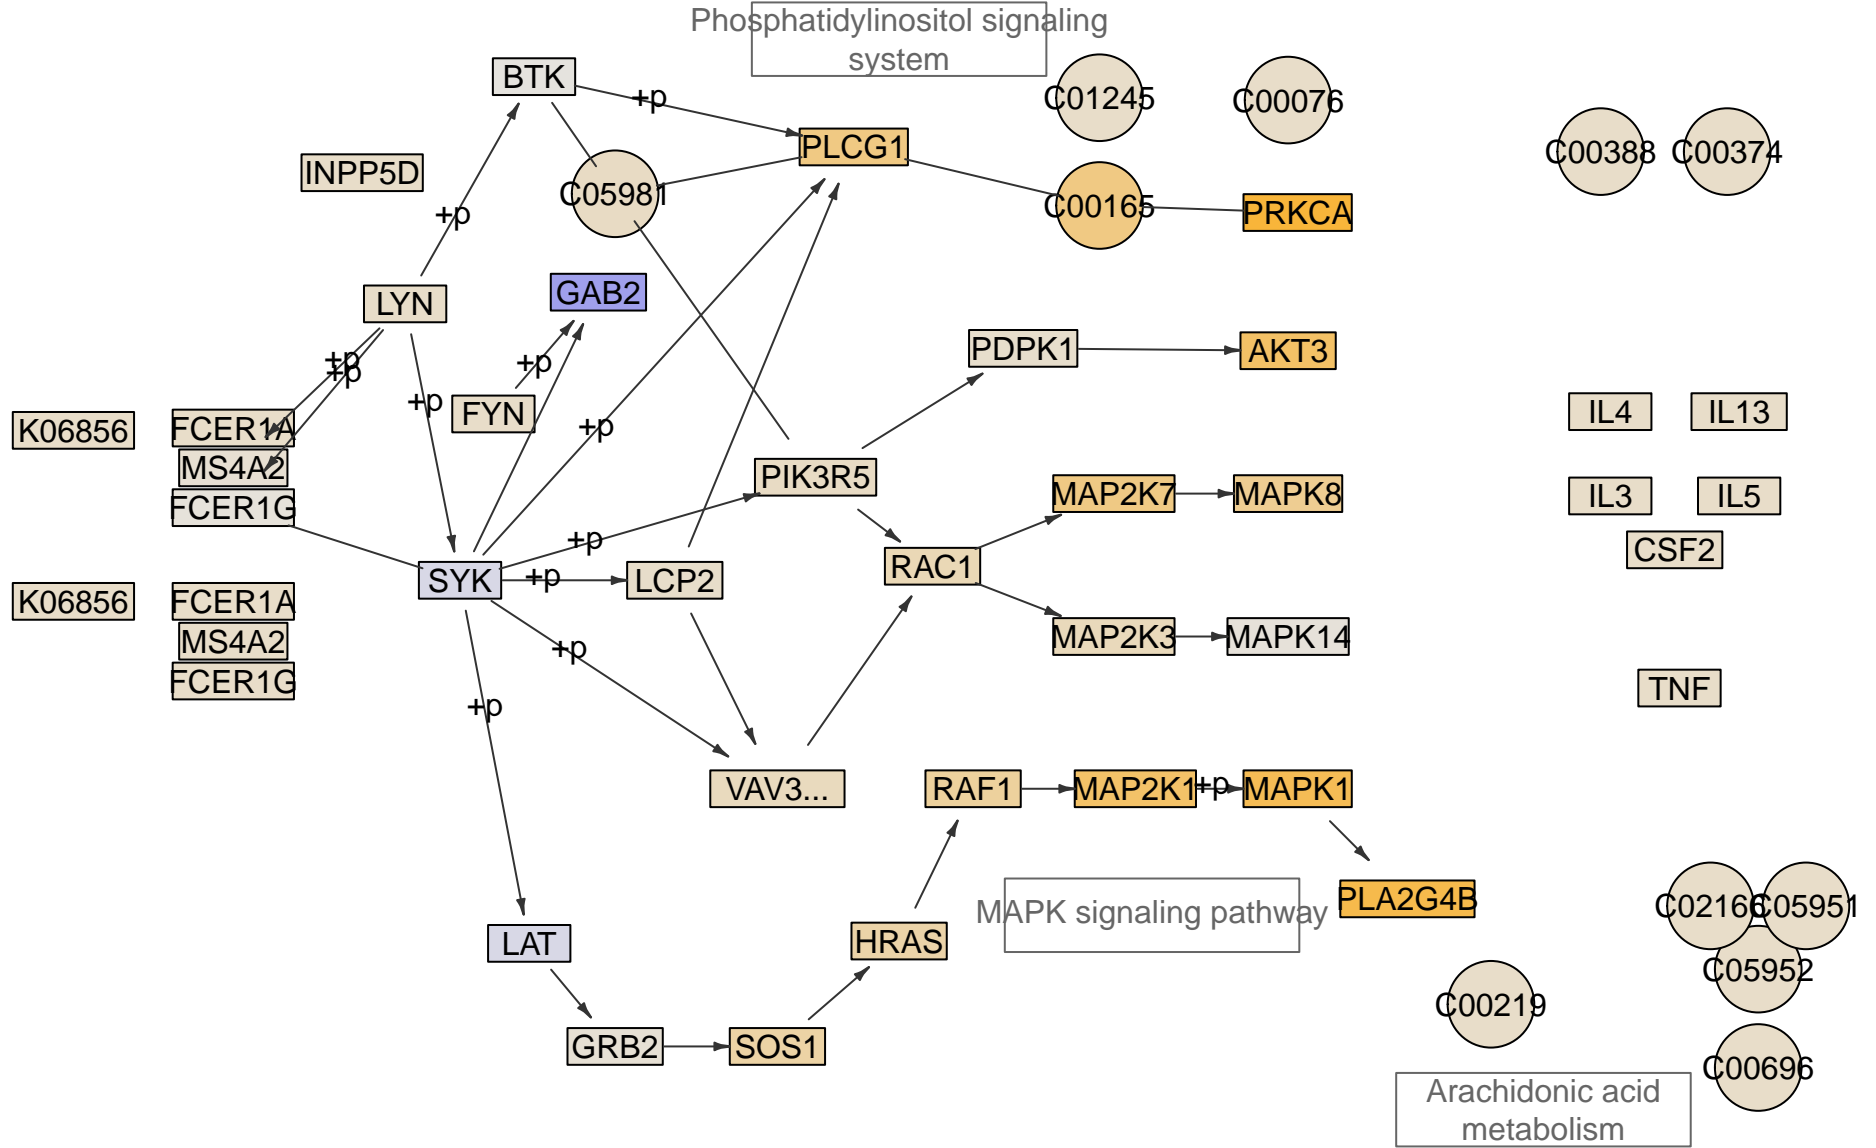 Phosphatidylinositol signaling
system
BTK
+p
C01245
C00076
PLCG1
C00388
C00374
INPP5D
C05981
C00165
PRKCA
+p
LYN
GAB2
PDPK1
AKT3
+p
+p
+p
+p
FYN
+p
K06856
FCER1A
IL4
IL13
MS4A2
PIK3R5
FCER1G
MAP2K7
MAPK8
IL3
IL5
+p
CSF2
RAC1
SYK
+p
LCP2
K06856
FCER1A
MS4A2
+p
MAP2K3
MAPK14
FCER1G
TNF
+p
VAV3...
RAF1
MAP2K1
+p
MAPK1
PLA2G4B
MAPK signaling pathway
C02166
C05951
LAT
HRAS
C05952
C00219
GRB2
SOS1
C00696
Arachidonic acid
metabolism